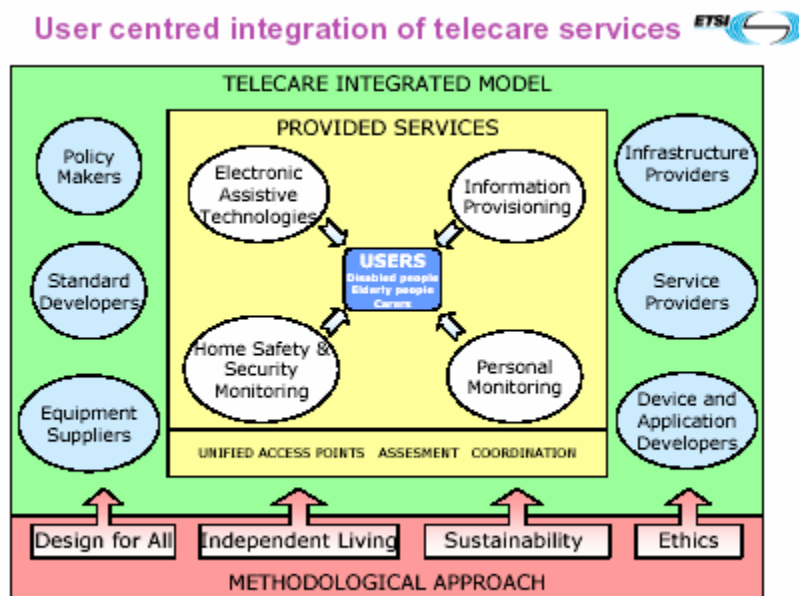 User centred integration of telecare services
ETSI
TELECARE INTEGRATED MODEL
PROVIDED SERVICES
Policy
Makers
Standard
Developers
Equipment
Suppliers
Electronic
Assistive
Technologies
Information
Provisioning
USERS
Disabled people
Elderly people
Carers
Home Safety &
Security
Monitoring
Personal
Monitoring
UNIFIED ACCESS POINTS ASSESMENT COORDINATION
Infrastructure
Providers
Service
Providers
Device and
Application
Developers
Design for All
Independent Living
Sustainability
Ethics
METHODOLOGICAL APPROACH